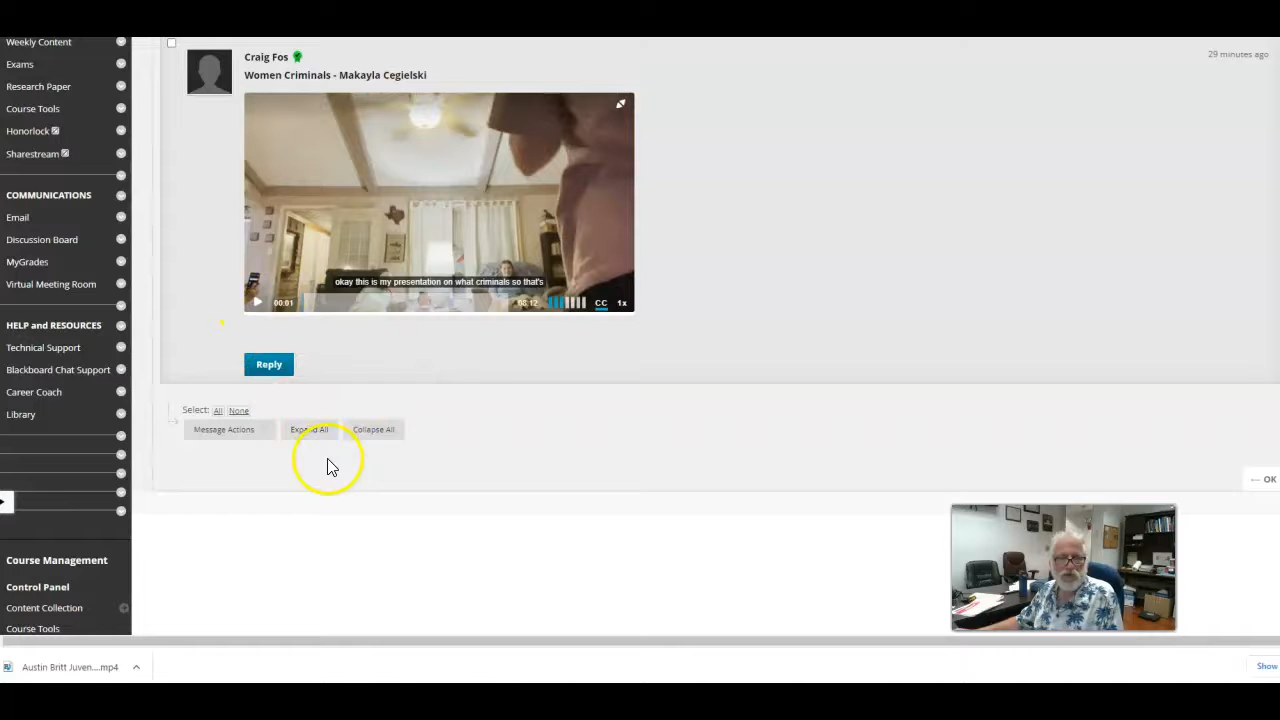 Weekly Content
Exams
Research Paper
Course Tools
Honorlock
Sharestream
COMMUNICATIONS
Email
Discussion Board
MyGrades
Virtual Meeting Room
HELP and RESOURCES
Technical Support
Blackboard Chat Support
Career Coach
Library
Course Management
Control Panel
Content Collection
Course Tools
Craig Fos
29 minutes ago
Women Criminals - Makayla Cegielski
okay this is my presentation on what criminals so that's
00:01
08:12
CC
1x
Reply
Select: All None
Message Actions
Expand All
Collapse All
OK
Austin Britt Juven....mp4
Show